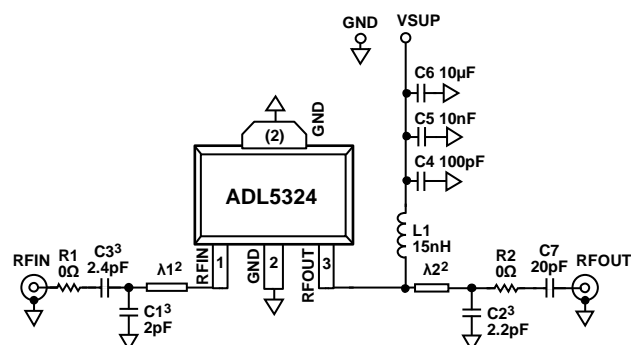 GND
VSUP
C6 10µF
C5 10nF
C4 100pF
(2)
GND
ADL5324
L1
15nH
RFIN
1
GND
2
RFOUT
3
RFIN
R1
0Ω
C3³
2.4pF
λ1²
C1³
2pF
λ2²
R2
0Ω
C7
20pF
RFOUT
C2³
2.2pF